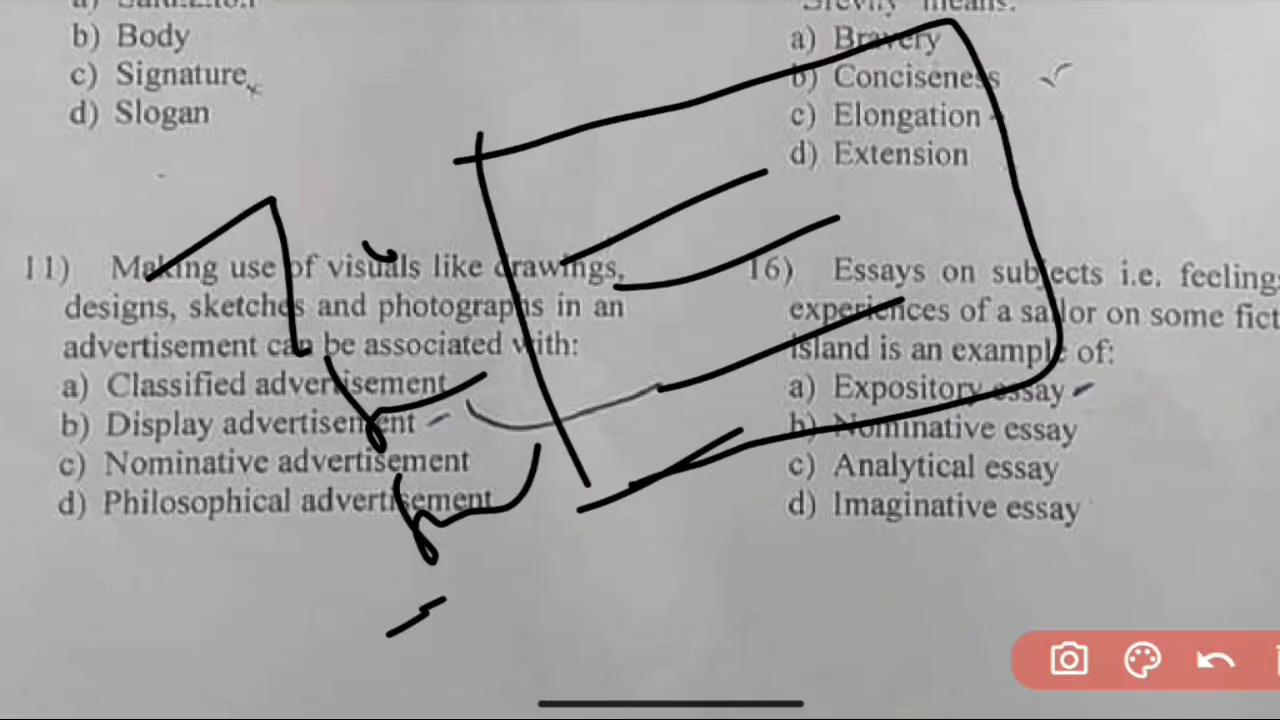 b) Body
c) Signature
d) Slogan
11) Making use of visuals like drawings,
designs, sketches and photographs in an
advertisement can be associated with:
a) Classified advertisement
b) Display advertisement
c) Nominative advertisement
d) Philosophical advertisement
means:
a) Bravery
b) Conciseness
c) Elongation
d) Extension
16) Essays on subjects i.e. feelings
experiences of a sailor on some fict
island is an example of:
a) Expository essay
b) Nominative essay
c) Analytical essay
d) Imaginative essay